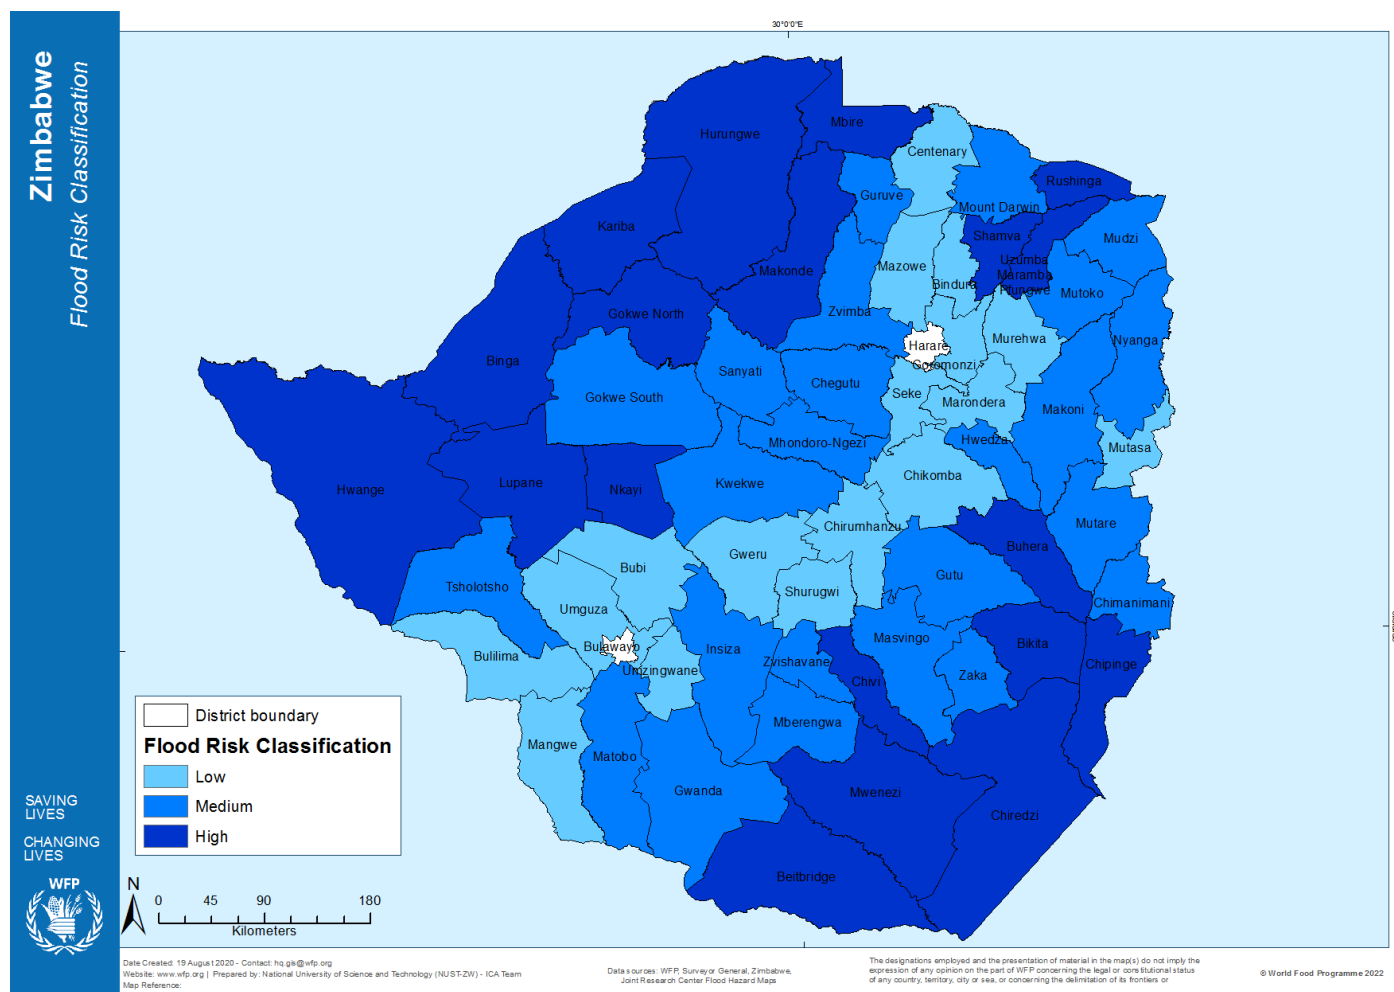 Zimbabwe
Flood Risk Classification
30°0'0"E
Hurungwe
Mbire
Centenary
Rushinga
Guruve
Mount Darwin
Kariba
Shamva
Mudzi
Uzumba
Maramba
Pfungwe
Makonde
Mazowe
Bindura
Mutoko
Gokwe North
Zvimba
Harare
Murehwa
Nyanga
Binga
Goromonzi
Sanyati
Chegutu
Seke
Marondera
Makoni
Gokwe South
Mhondoro-Ngezi
Hwedza
Mutasa
Hwange
Lupane
Nkayi
Kwekwe
Chikomba
Chirumhanzu
Mutare
Buhera
Gweru
Bubi
Gutu
Tsholotsho
Shurugwi
Umguza
Chimanimani
Masvingo
Bikita
Bulilima
Bulawayo
Insiza
Zvishavane
Umzingwane
Chipinge
Zaka
Chivi
Mberengwa
Mangwe
Matobo
Gwanda
Mwenezi
Chiredzi
Beitbridge
District boundary
Flood Risk Classification
Low
Medium
High
SAVING
LIVES
CHANGING
LIVES
WFP
N
0 45 90 180
Kilometers
Date Created: 19 August 2020 - Contact: hq.gis@wfp.org
Website: www.wfp.org | Prepared by: National University of Science and Technology (NUST-ZW) - ICA Team
Map Reference:
Data sources: WFP, Surveyor General, Zimbabwe,
Joint Research Center Flood Hazard Maps
The designations employed and the presentation of material in the map(s) do not imply the
expression of any opinion on the part of WFP concerning the legal or constitutional status
of any country, territory, city or sea, or concerning the delimitation of its frontiers or
© World Food Programme 2022